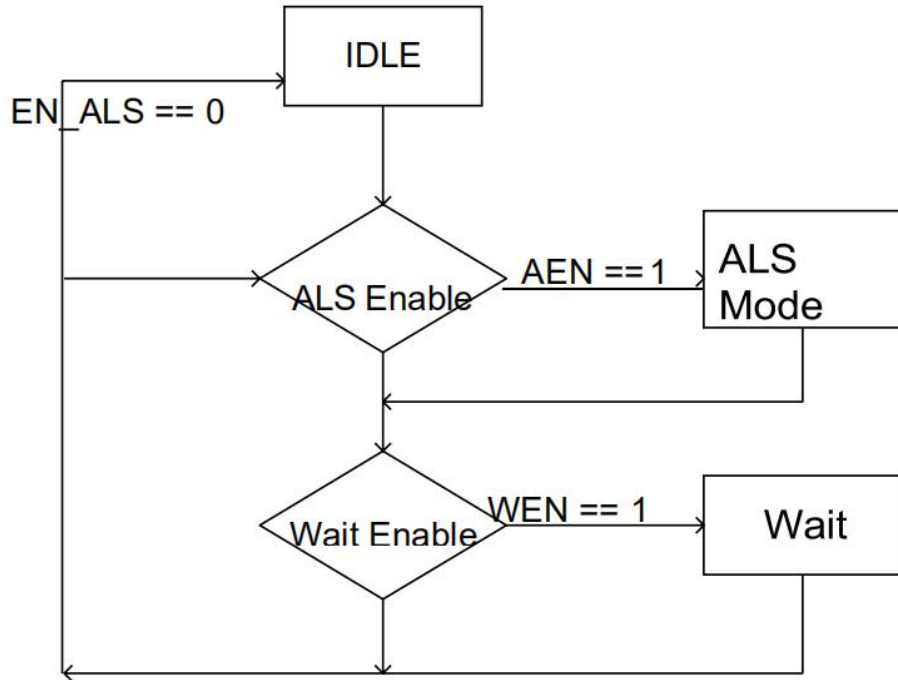 IDLE
EN_ALS == 0
ALS Enable
AEN == 1
ALS
Mode
Wait Enable
WEN == 1
Wait